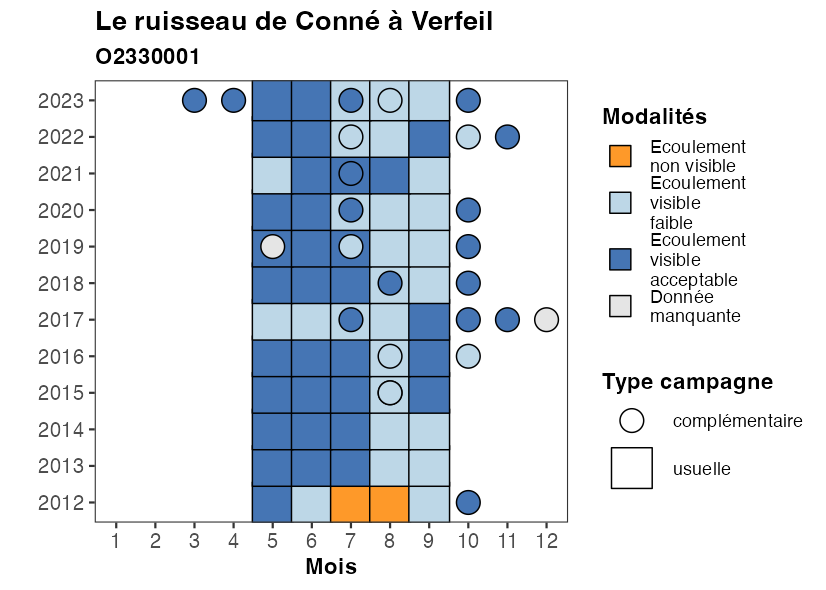 Le ruisseau de Conné à Verfeil
O2330001
2023
2022
2021
2020
2019
2018
2017
2016
2015
2014
2013
2012
1 2 3 4 5 6 7 8 9 10 11 12
Mois
Modalités
Ecoulement
non visible
Ecoulement
visible
faible
Ecoulement
visible
acceptable
Donnée
manquante
Type campagne
complémentaire
usuelle